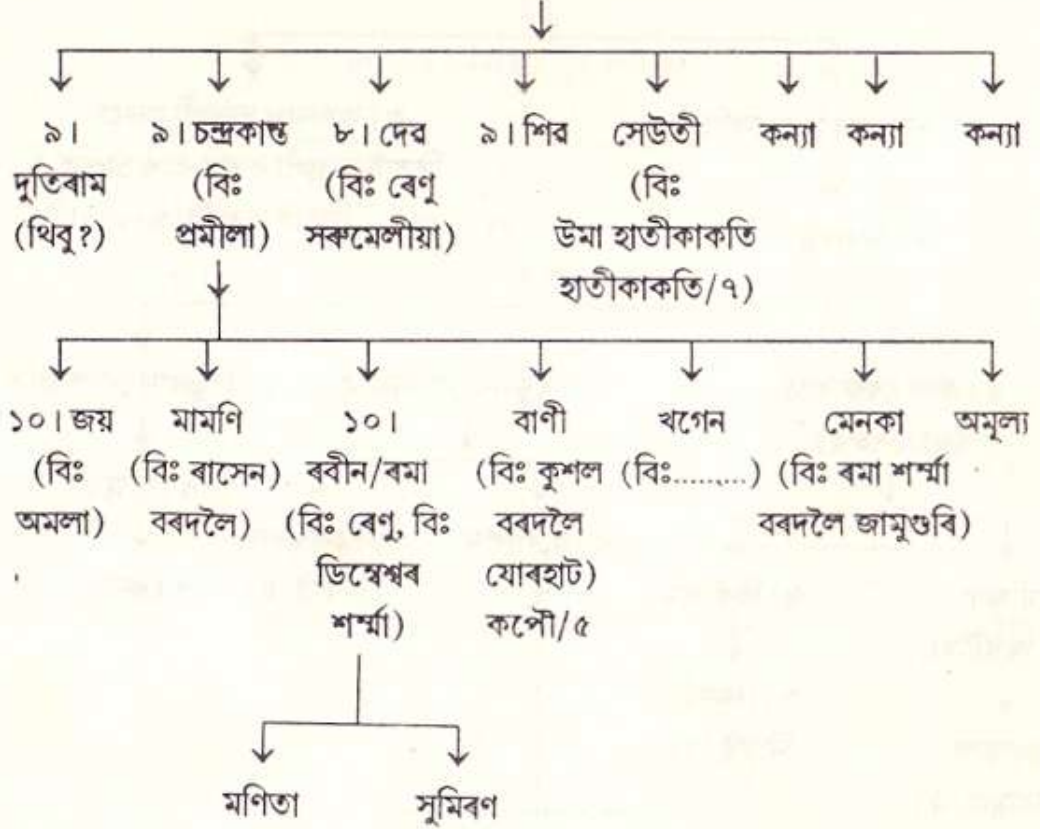 ৯। ৯।চন্দ্ৰকান্ত ৮।দেৱ ৯।শিৱ সেউতী কন্যা কন্যা কন্যা
দুতিৰাম (বিঃ (বিঃ ৰেণু (বিঃ
(থিবু?) প্ৰমীলা) সৰুমেলীয়া) উমা হাতীকাকতি
হাতীকাকতি/৭)
১০।জয় মামণি ১০। বাণী খগেন মেনকা অমূল্য
(বিঃ (বিঃ ৰাসেন) ৰবীন/ৰমা (বিঃ কুশল (বিঃ.........) (বিঃ ৰমা শৰ্ম্মা
অমলা) বৰদলৈ) (বিঃ ৰেণু, বিঃ বৰদলৈ বৰদলৈ জামুগুৰি)
ডিম্বেশ্বৰ যোৰহাট)
শৰ্ম্মা) কপৌ/৫
মণিতা সুমিৰণ